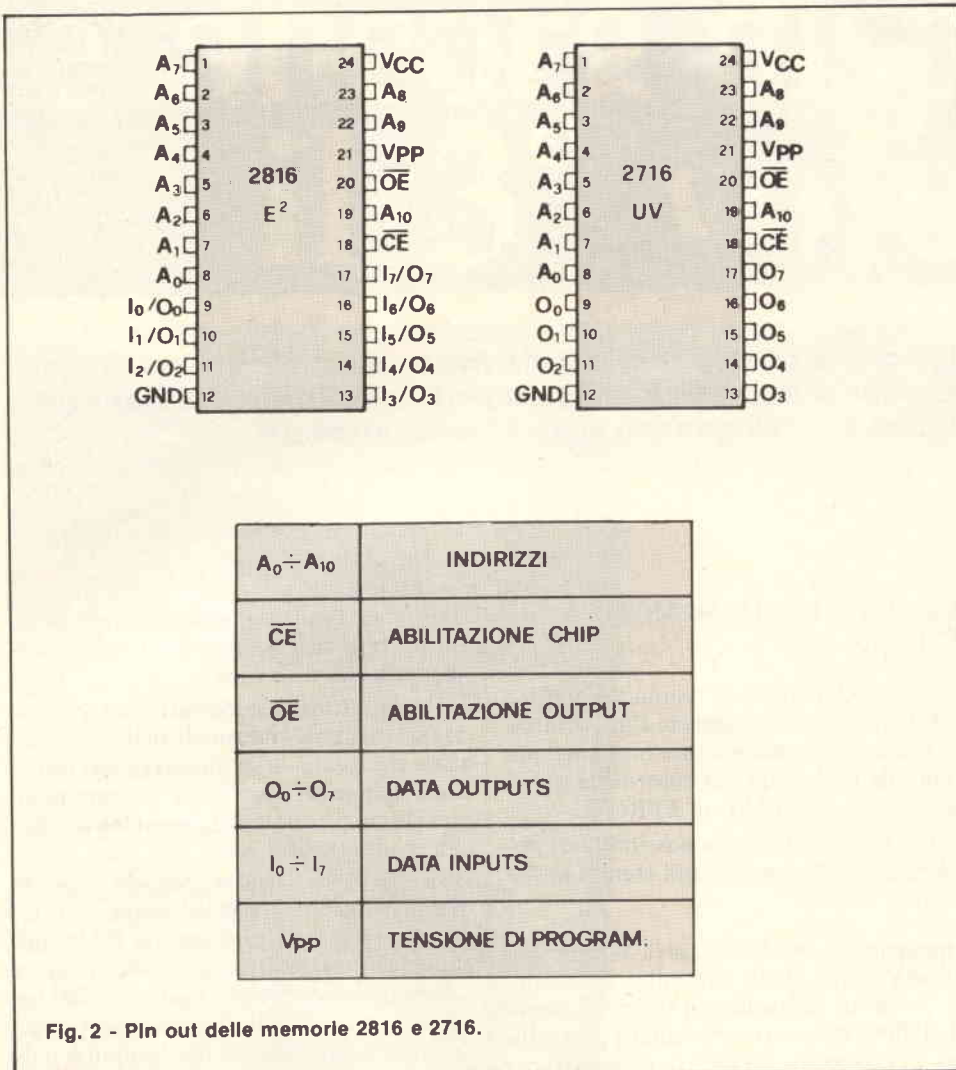 A₇ 1 24 VCC
A₆ 2 23 A₈
A₅ 3 22 A₉
A₄ 4 21 VPP
A₃ 5 2816 20 O̅E̅
A₂ 6 E² 19 A₁₀
A₁ 7 18 C̅E̅
A₀ 8 17 I₇/O₇
I₀/O₀ 9 16 I₆/O₆
I₁/O₁ 10 15 I₅/O₅
I₂/O₂ 11 14 I₄/O₄
GND 12 13 I₃/O₃
A₇ 1 24 VCC
A₆ 2 23 A₈
A₅ 3 22 A₉
A₄ 4 21 VPP
A₃ 5 2716 20 O̅E̅
A₂ 6 UV 19 A₁₀
A₁ 7 18 C̅E̅
A₀ 8 17 O₇
O₀ 9 16 O₆
O₁ 10 15 O₅
O₂ 11 14 O₄
GND 12 13 O₃
A₀÷A₁₀ INDIRIZZI
C̅E̅ ABILITAZIONE CHIP
O̅E̅ ABILITAZIONE OUTPUT
O₀÷O₇ DATA OUTPUTS
I₀÷I₇ DATA INPUTS
Vpp TENSIONE DI PROGRAM.
Fig. 2 - Pin out delle memorie 2816 e 2716.